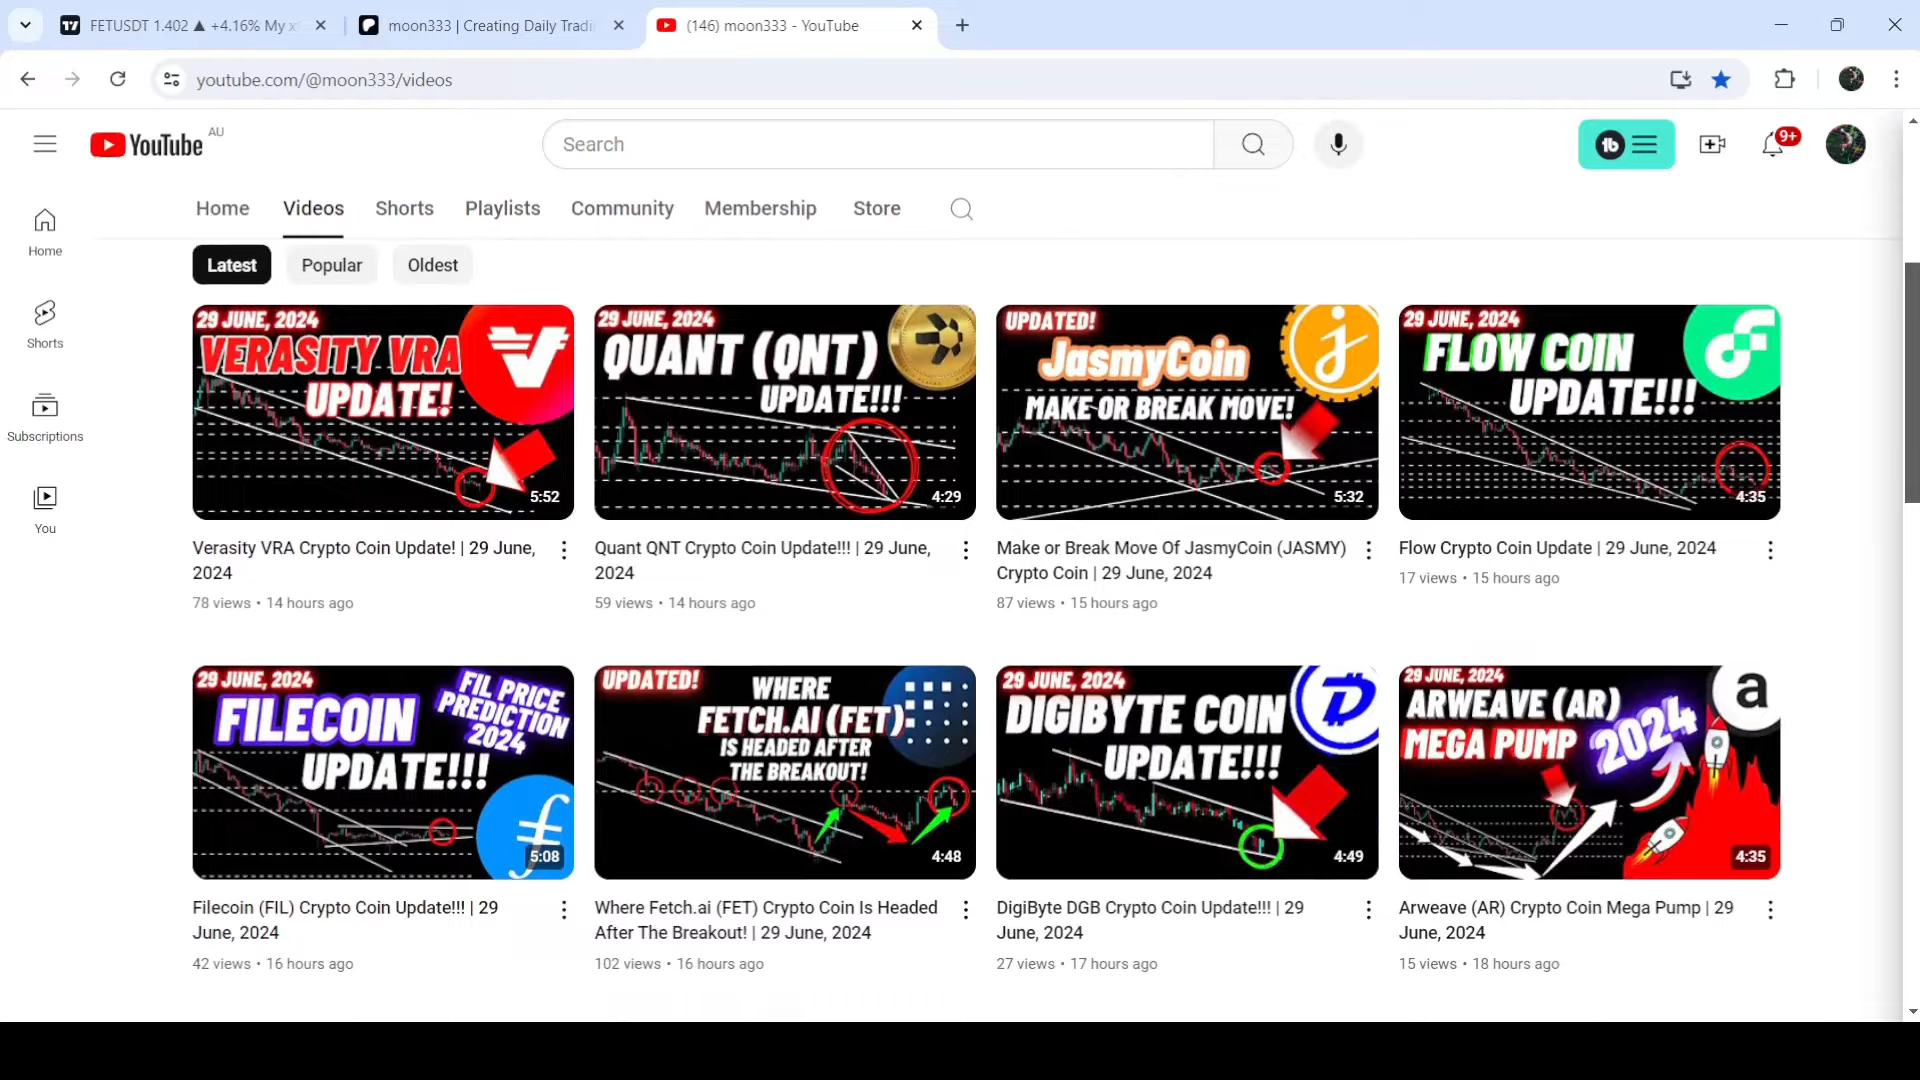 FETUSDT 1.402 ▲ +4.16% My x
moon333 | Creating Daily Tradi
(146) moon333 - YouTube
youtube.com/@moon333/videos
YouTube AU
Search
9+
Home
Videos
Shorts
Playlists
Community
Membership
Store
Home
Shorts
Subscriptions
You
Latest
Popular
Oldest
29 JUNE, 2024
VERASITY VRA
UPDATE!
5:52
29 JUNE, 2024
QUANT (QNT)
UPDATE!!!
4:29
UPDATED!
JasmyCoin
MAKE OR BREAK MOVE!
5:32
29 JUNE, 2024
FLOW COIN
UPDATE!!!
4:35
Verasity VRA Crypto Coin Update! | 29 June,
2024
78 views • 14 hours ago
Quant QNT Crypto Coin Update!!! | 29 June,
2024
59 views • 14 hours ago
Make or Break Move Of JasmyCoin (JASMY)
Crypto Coin | 29 June, 2024
87 views • 15 hours ago
Flow Crypto Coin Update | 29 June, 2024
17 views • 15 hours ago
29 JUNE, 2024
FILECOIN
UPDATE!!!
FIL PRICE
PREDICTION
2024
5:08
UPDATED!
WHERE
FETCH.AI (FET)
IS HEADED AFTER
THE BREAKOUT!
4:48
29 JUNE, 2024
DIGIBYTE COIN
UPDATE!!!
4:49
29 JUNE, 2024
ARWEAVE (AR)
MEGA PUMP
2024
a
4:35
Filecoin (FIL) Crypto Coin Update!!! | 29
June, 2024
42 views • 16 hours ago
Where Fetch.ai (FET) Crypto Coin Is Headed
After The Breakout! | 29 June, 2024
102 views • 16 hours ago
DigiByte DGB Crypto Coin Update!!! | 29
June, 2024
27 views • 17 hours ago
Arweave (AR) Crypto Coin Mega Pump | 29
June, 2024
15 views • 18 hours ago